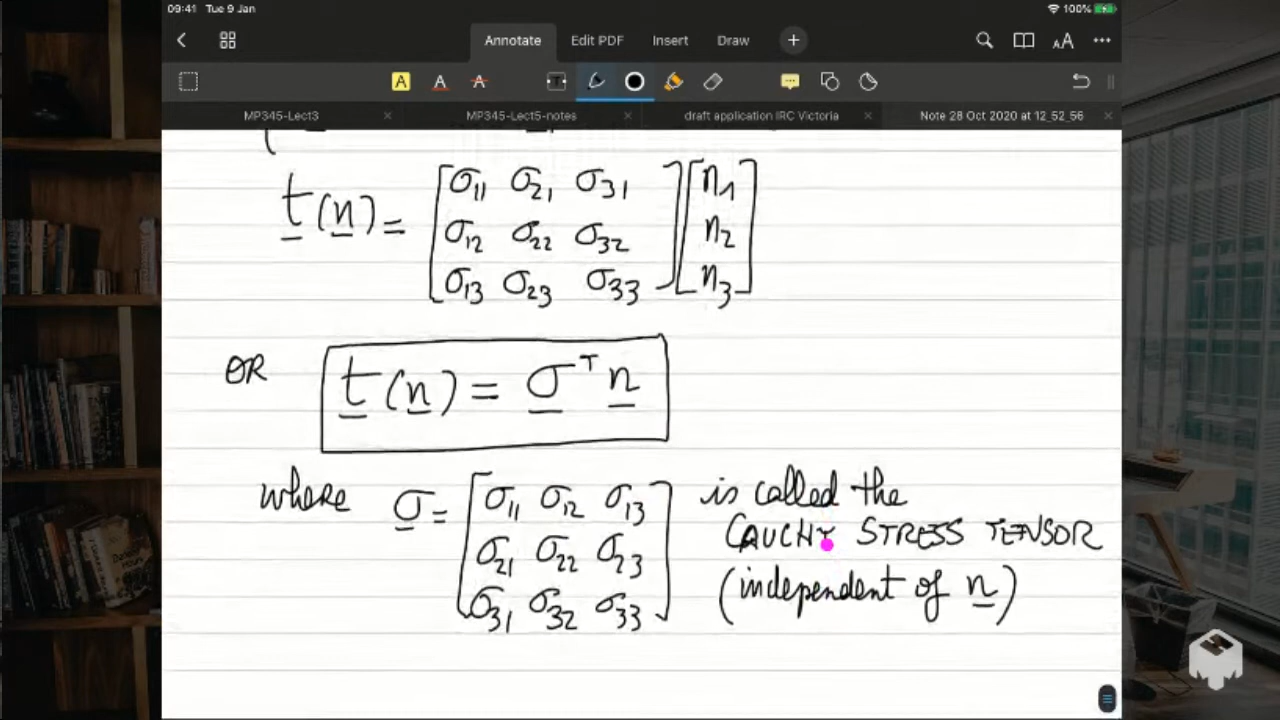 09:41 Tue 9 Jan 100%
Annotate Edit PDF Insert Draw
MP345-Lect3 MP345-Lect5-notes draft application IRC Victoria Note 28 Oct 2020 at 12_52_56
t(n) = [σ11 σ21 σ31] [n1]
[σ12 σ22 σ32] [n2]
[σ13 σ23 σ33] [n3]
OR t(n) = σᵀ n
where σ = [σ11 σ12 σ13] is called the
[σ21 σ22 σ23] CAUCHY STRESS TENSOR
[σ31 σ32 σ33] (independent of n)